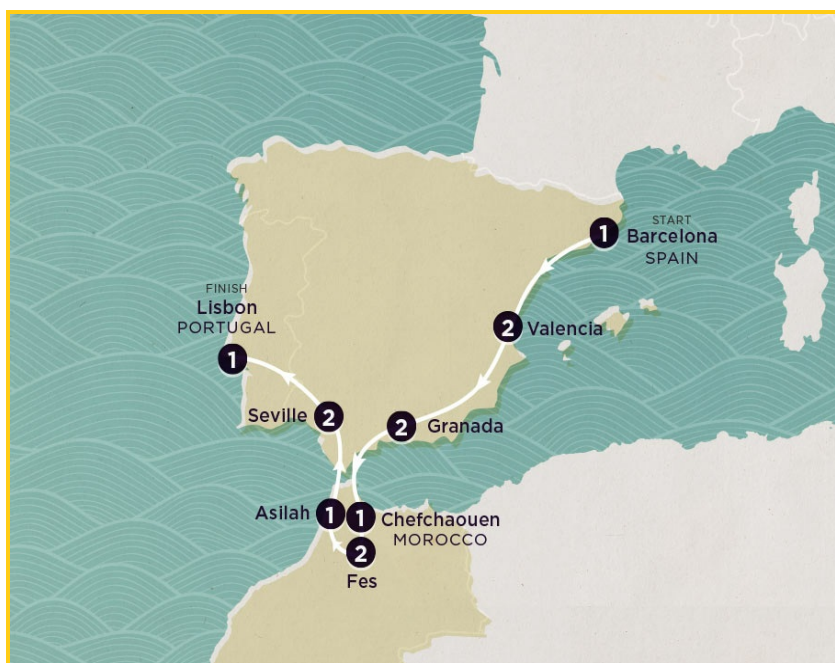 START
1 Barcelona
SPAIN
2 Valencia
2 Granada
1 Chefchaouen
MOROCCO
2
Fes
Asilah 1
Seville 2
FINISH
Lisbon
PORTUGAL
1